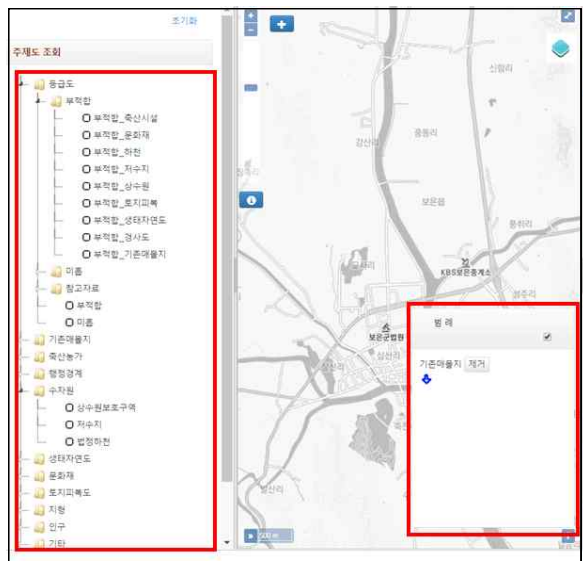 초기화
주제도 조회
등급도
부적합
부적합_축산시설
부적합_문화재
부적합_하천
부적합_저수지
부적합_상수원
부적합_토지피복
부적합_생태자연도
부적합_경사도
부적합_기존매몰지
미흡
참고자료
부적합
미흡
기존매몰지
축산농가
행정경계
수자원
상수원보호구역
저수지
법정하천
생태자연도
문화재
토지피복도
지형
인구
기타
신함리
중동리
강산리
보은읍
풍취리
KBS보은중계소
성주리
보은군법원
삼산리
범 례
기존매몰지 제거
500 m